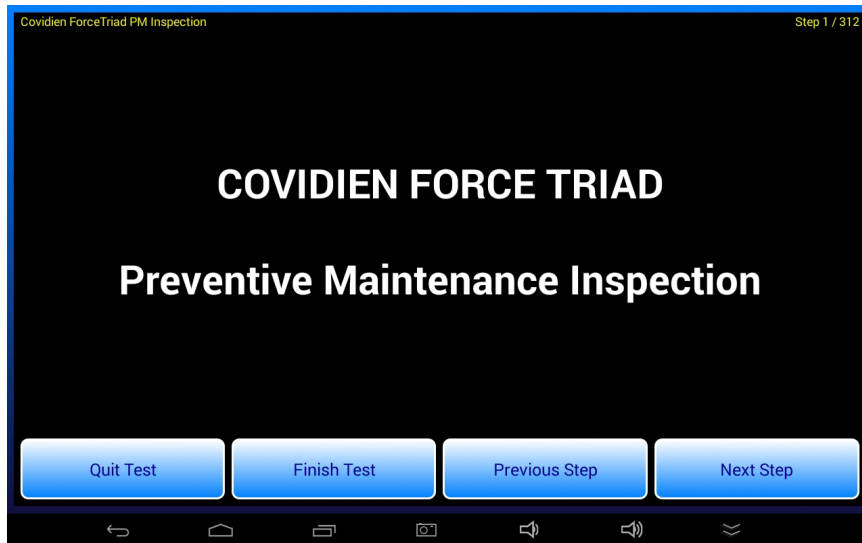 Covidien ForceTriad PM Inspection
Step 1 / 312
COVIDIEN FORCE TRIAD
Preventive Maintenance Inspection
Quit Test
Finish Test
Previous Step
Next Step